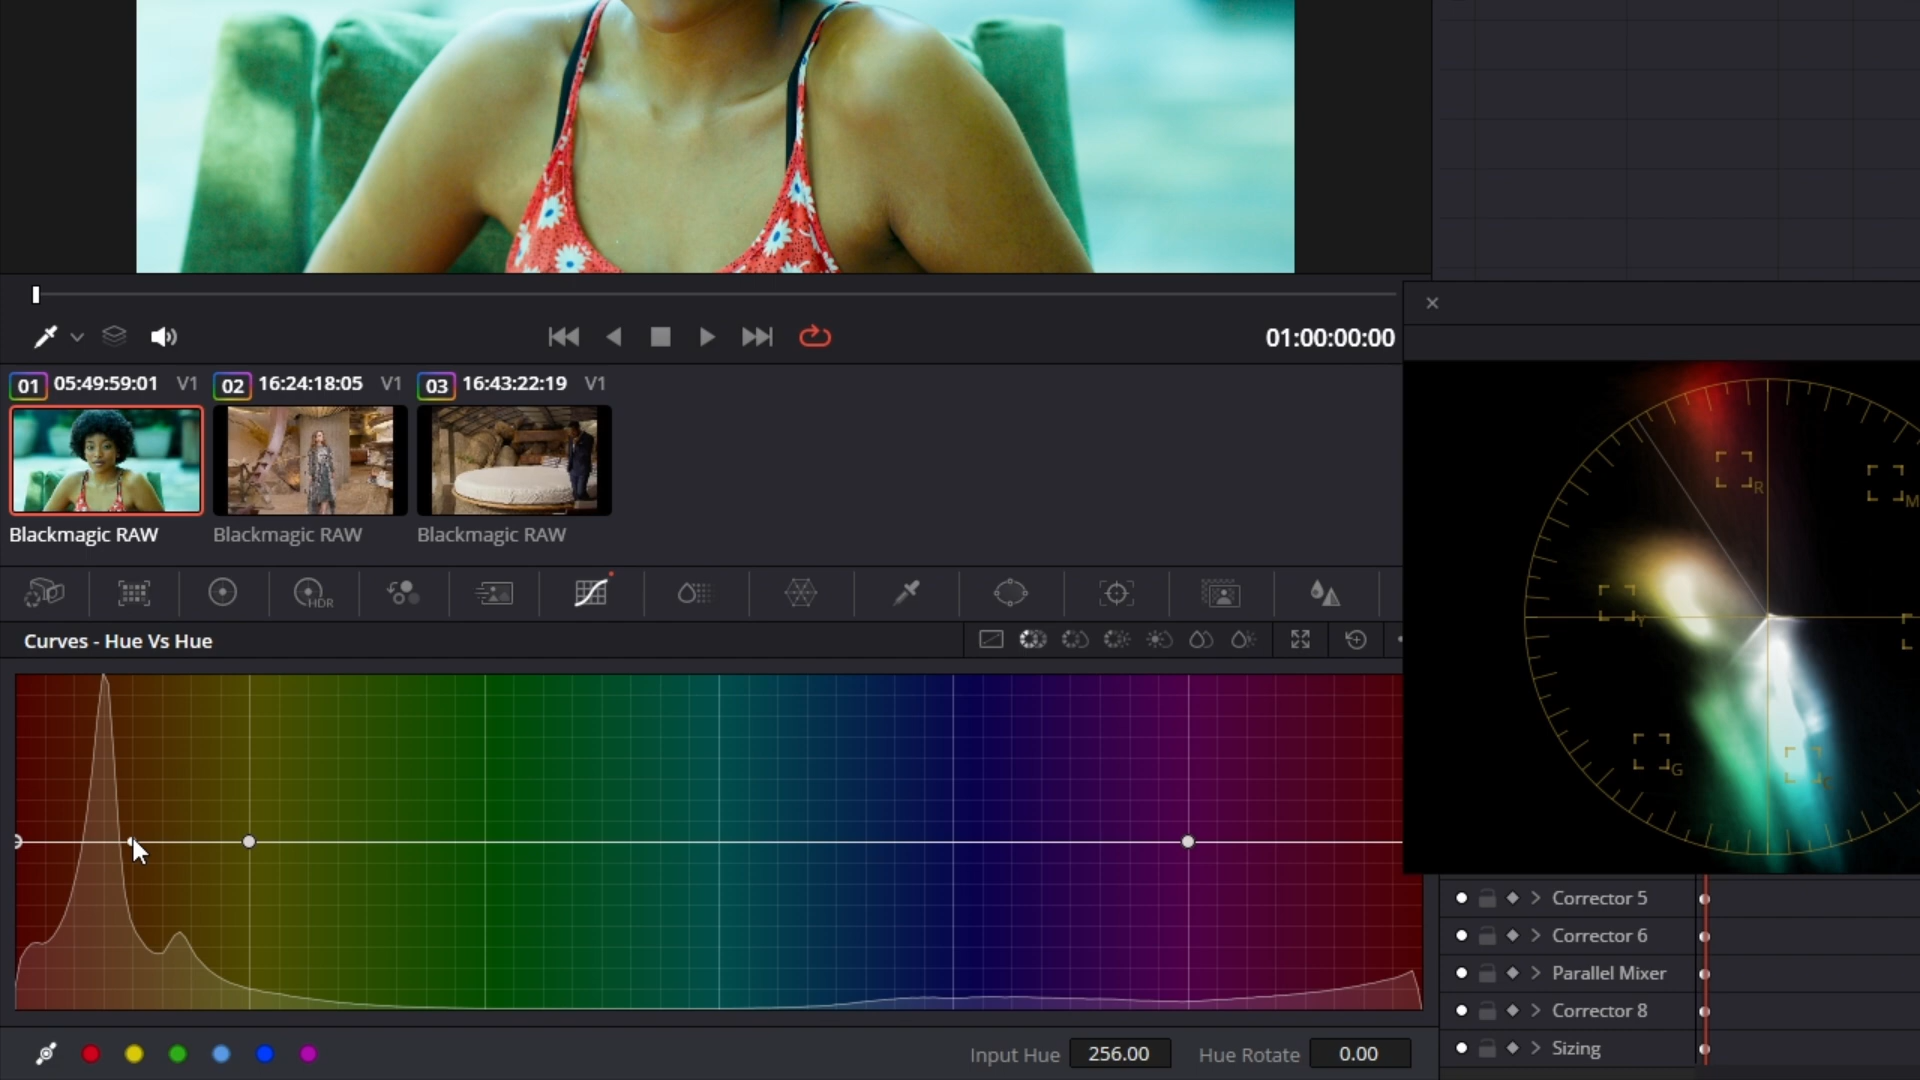 01:00:00:00
01 05:49:59:01 V1
02 16:24:18:05 V1
03 16:43:22:19 V1
Blackmagic RAW
Blackmagic RAW
Blackmagic RAW
HDR
Curves - Hue Vs Hue
R
M
Y
G
Corrector 5
Corrector 6
Parallel Mixer
Corrector 8
Sizing
Input Hue 256.00
Hue Rotate 0.00